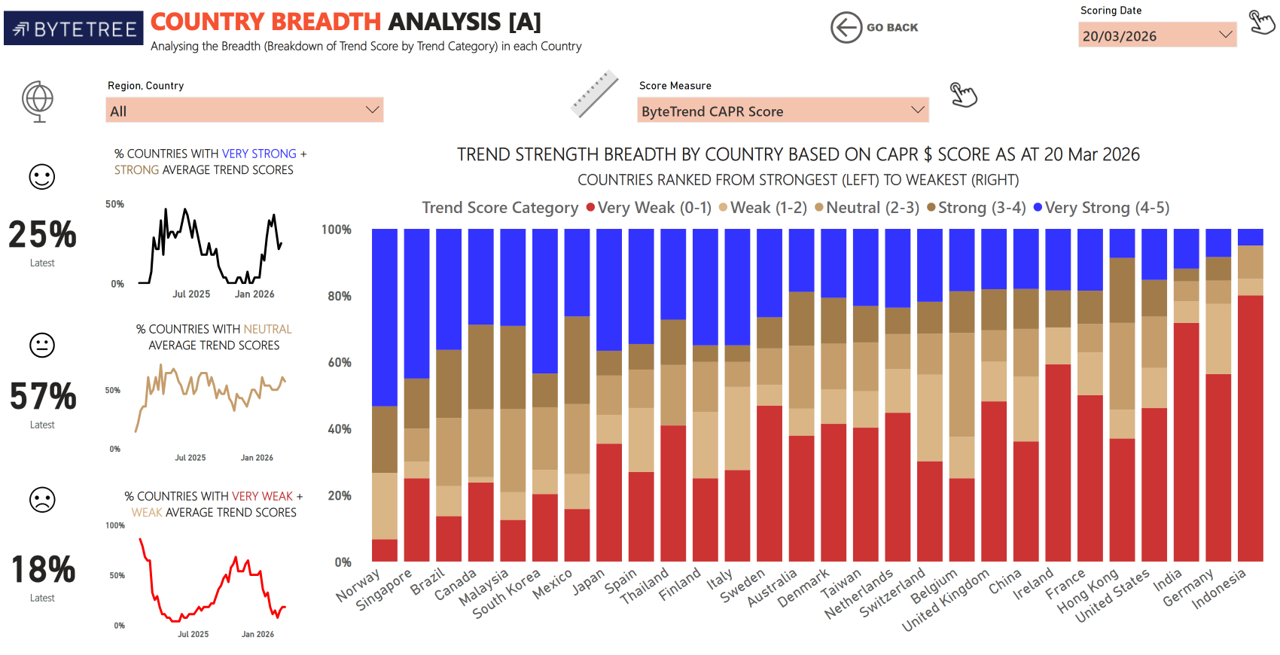 BYTETREE
COUNTRY BREADTH ANALYSIS [A]
Analysing the Breadth (Breakdown of Trend Score by Trend Category) in each Country
GO BACK
Scoring Date
20/03/2026
Region, Country
All
Score Measure
ByteTrend CAPR Score
% COUNTRIES WITH VERY STRONG +
STRONG AVERAGE TREND SCORES
25%
Latest
50%
0%
Jul 2025 Jan 2026
% COUNTRIES WITH NEUTRAL
AVERAGE TREND SCORES
57%
Latest
50%
0%
Jul 2025 Jan 2026
% COUNTRIES WITH VERY WEAK +
WEAK AVERAGE TREND SCORES
18%
Latest
100%
50%
0%
Jul 2025 Jan 2026
TREND STRENGTH BREADTH BY COUNTRY BASED ON CAPR $ SCORE AS AT 20 Mar 2026
COUNTRIES RANKED FROM STRONGEST (LEFT) TO WEAKEST (RIGHT)
Trend Score Category Very Weak (0-1) Weak (1-2) Neutral (2-3) Strong (3-4) Very Strong (4-5)
100%
80%
60%
40%
20%
0%
Norway
Singapore
Brazil
Canada
Malaysia
South Korea
Mexico
Japan
Spain
Thailand
Finland
Italy
Sweden
Australia
Denmark
Taiwan
Netherlands
Switzerland
Belgium
United Kingdom
China
Ireland
France
Hong Kong
United States
India
Germany
Indonesia